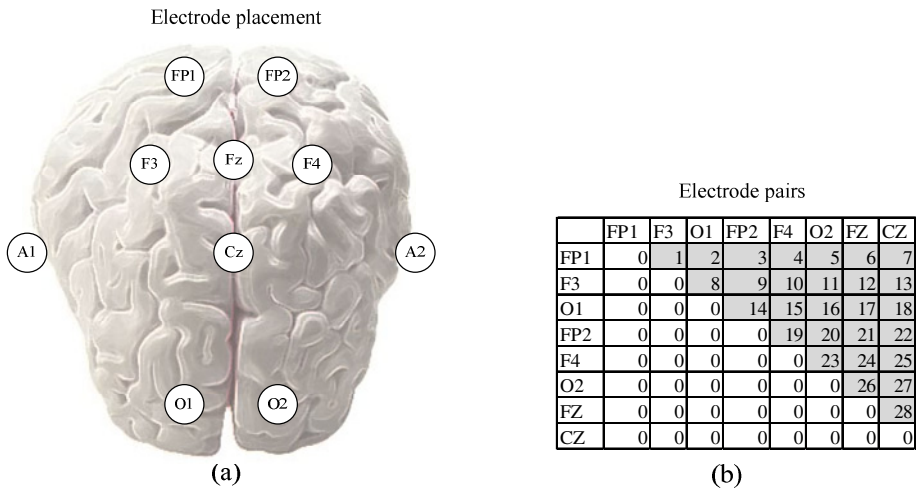 Electrode placement
FP1 FP2
F3 Fz F4
A1 Cz A2
O1 O2
(a)
Electrode pairs
FP1 F3 O1 FP2 F4 O2 FZ CZ
FP1 0 1 2 3 4 5 6 7
F3 0 0 8 9 10 11 12 13
O1 0 0 0 14 15 16 17 18
FP2 0 0 0 0 19 20 21 22
F4 0 0 0 0 0 23 24 25
O2 0 0 0 0 0 0 26 27
FZ 0 0 0 0 0 0 0 28
CZ 0 0 0 0 0 0 0 0
(b)